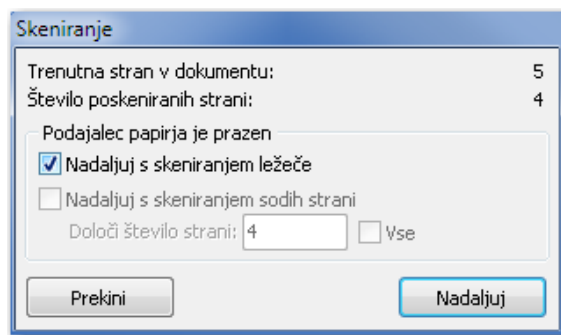 Skeniranje
Trenutna stran v dokumentu: 5
Število poskeniranih strani: 4
Podajalec papirja je prazen
Nadaljuj s skeniranjem ležeče
Nadaljuj s skeniranjem sodih strani
Določi število strani: 4 Vse
Prekini Nadaljuj